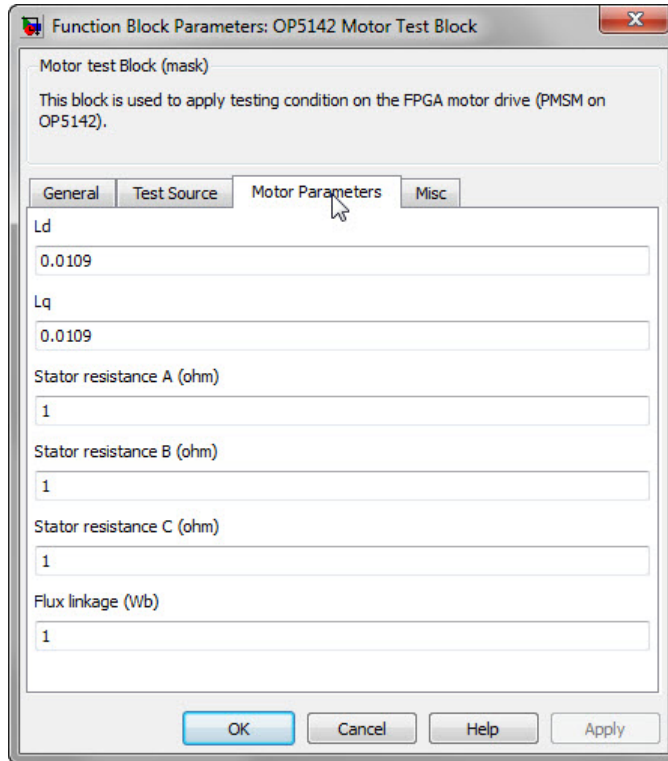 Function Block Parameters: OP5142 Motor Test Block
Motor test Block (mask)
This block is used to apply testing condition on the FPGA motor drive (PMSM on
OP5142).
General Test Source Motor Parameters Misc
Ld
0.0109
Lq
0.0109
Stator resistance A (ohm)
1
Stator resistance B (ohm)
1
Stator resistance C (ohm)
1
Flux linkage (Wb)
1
OK Cancel Help Apply